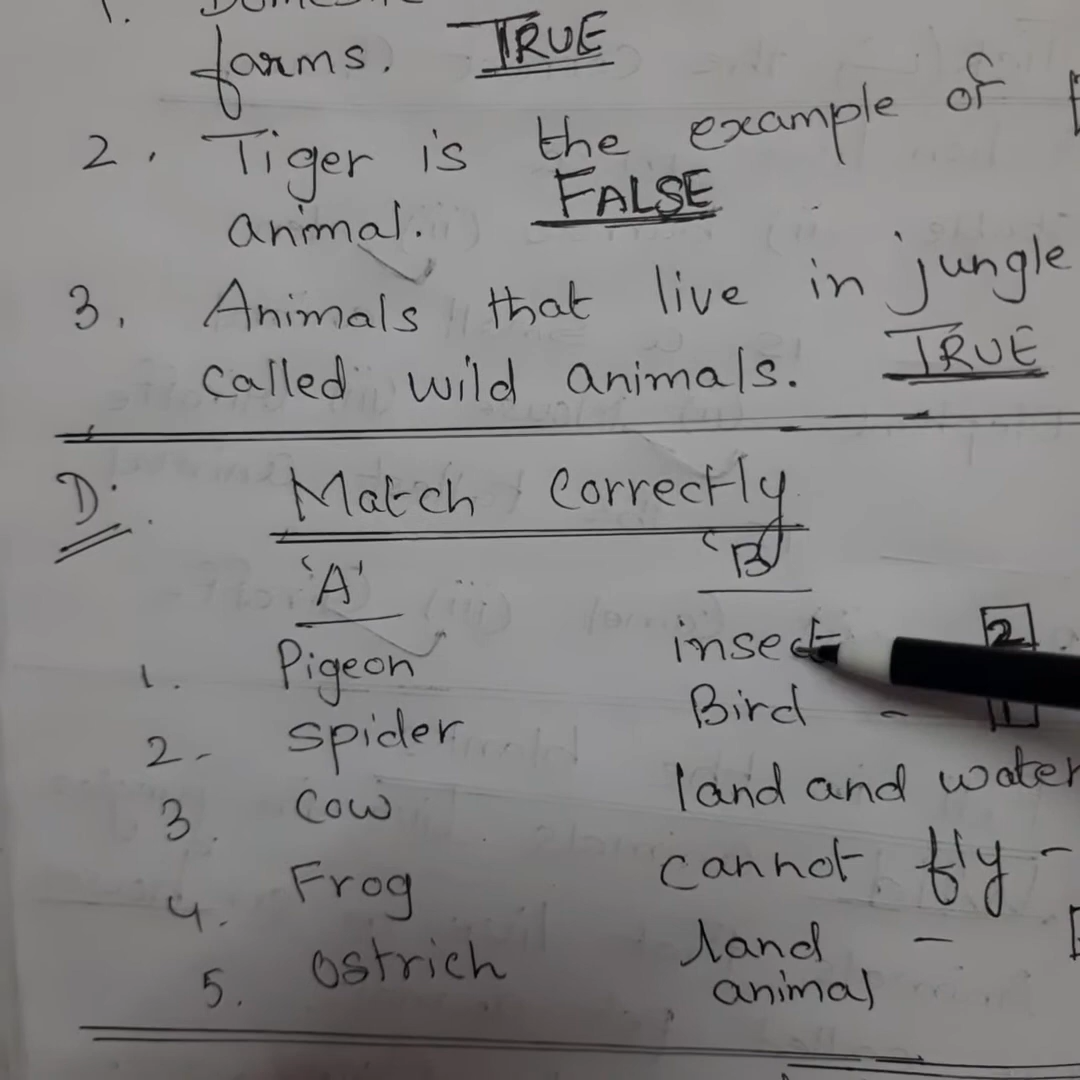 1.
farms. TRUE
2. Tiger is the example of
animal. FALSE
3. Animals that live in jungle
called wild animals. TRUE
D: Match Correctly
'A' 'B'
1. Pigeon insect 2
2- spider Bird - 1
3. Cow land and water
4. Frog cannot fly -
5. Ostrich land -
animal